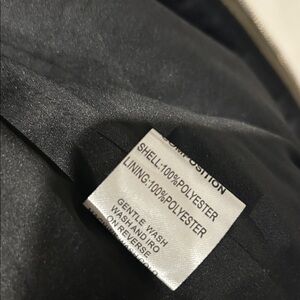 COMPOSITION
SHELL:100%POLYESTER
LINING:100%POLYESTER
GENTLE WASH
WASH AND IRO
ON REVERSE